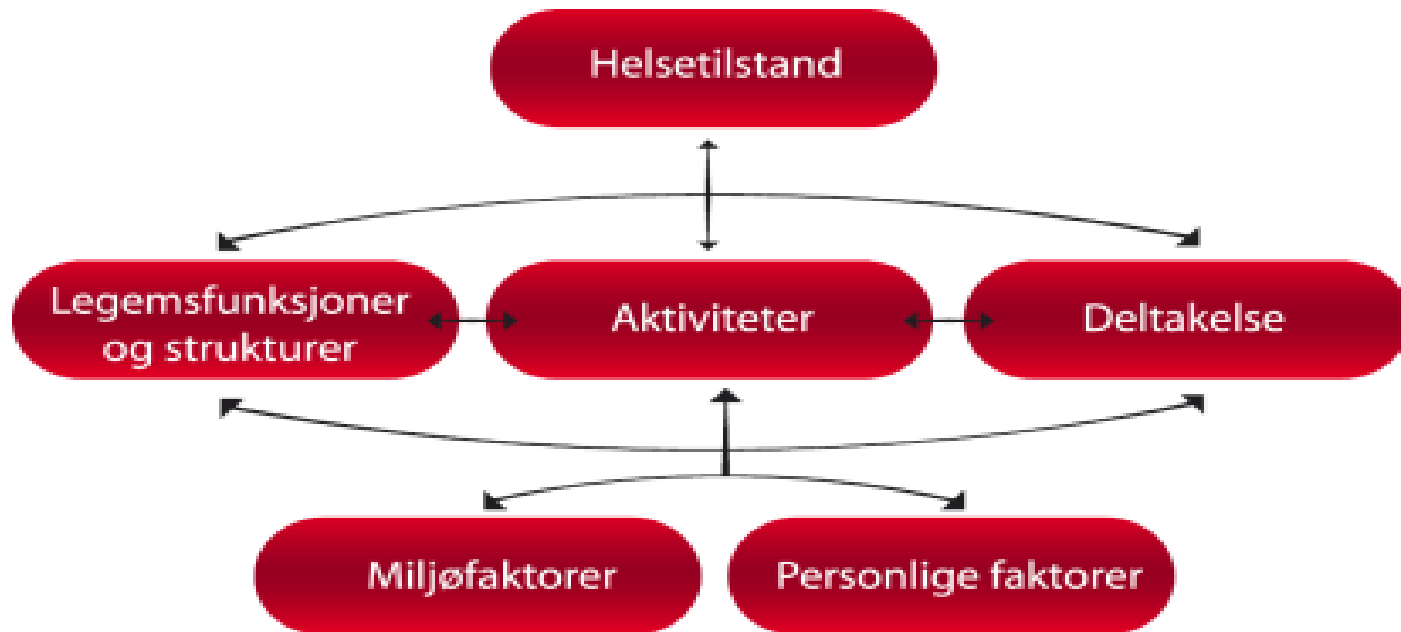 Helsetilstand
Legemsfunksjoner
og strukturer
Aktiviteter
Deltakelse
Miljøfaktorer
Personlige faktorer